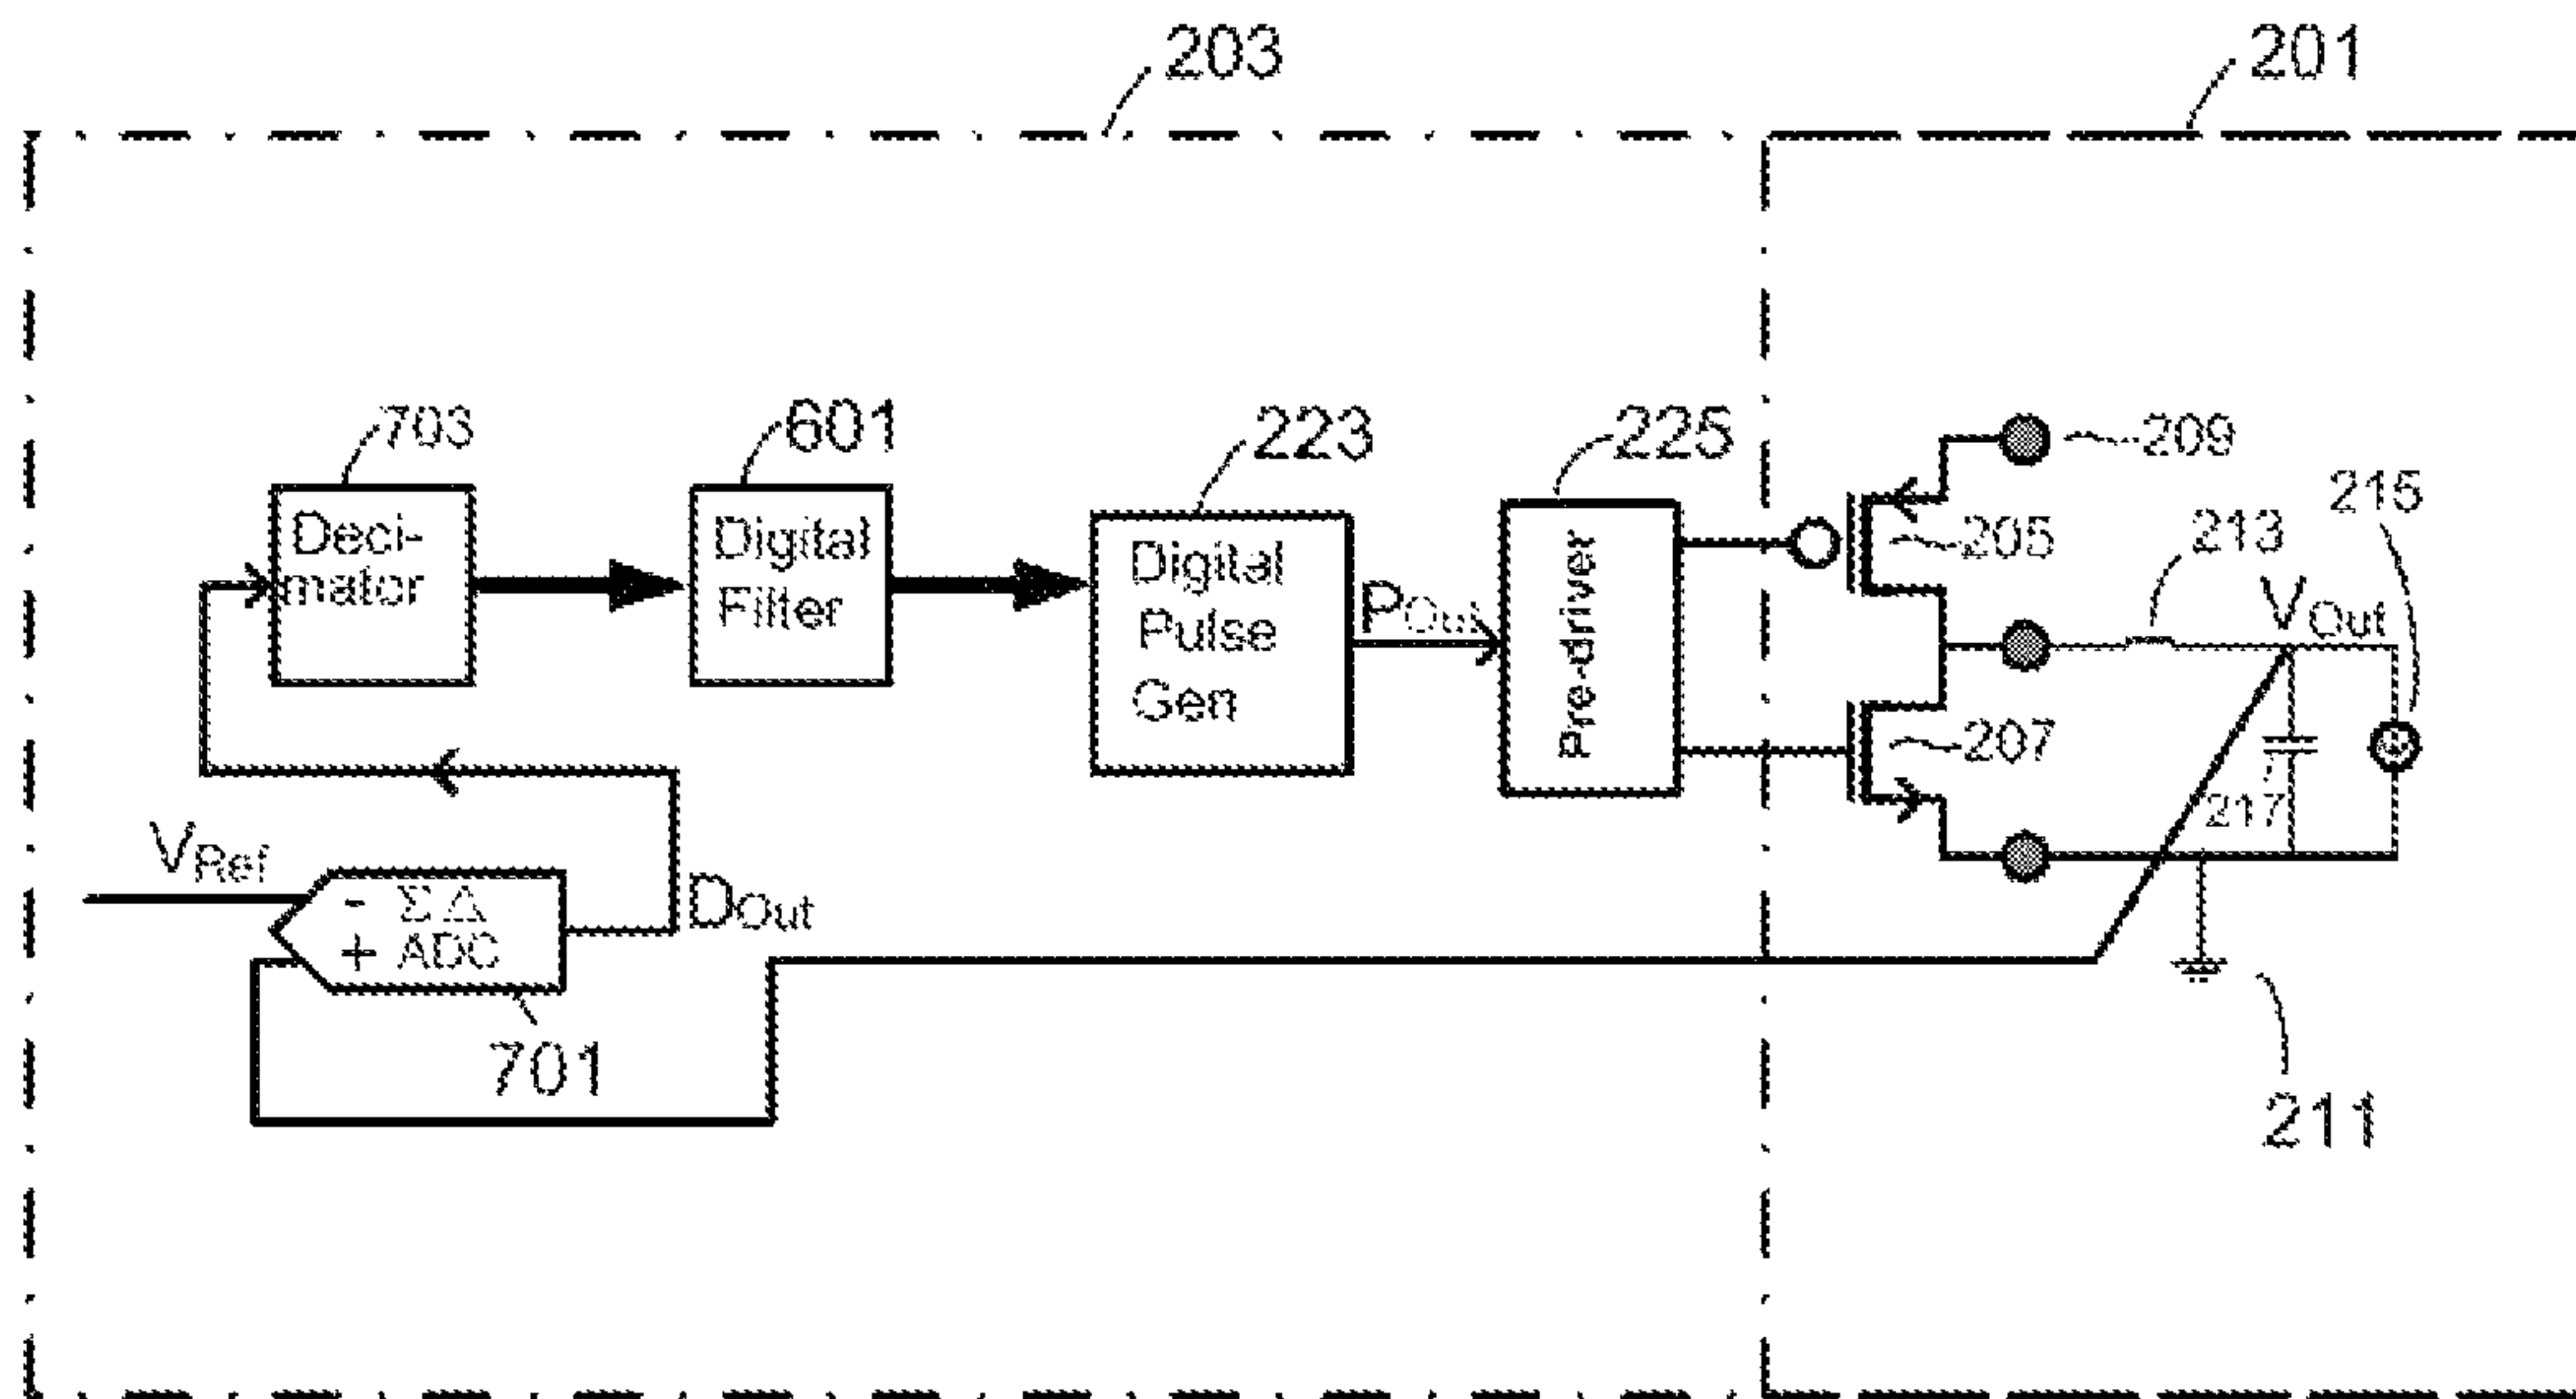 203
201
703
601
223
225
209
215
Deci-
mator
Digital
Filter
Digital
Pulse
Gen
POut
Pre-driver
205
213
VOut
207
217
VRef
- ΣΔ
+ ADC
DOut
701
211